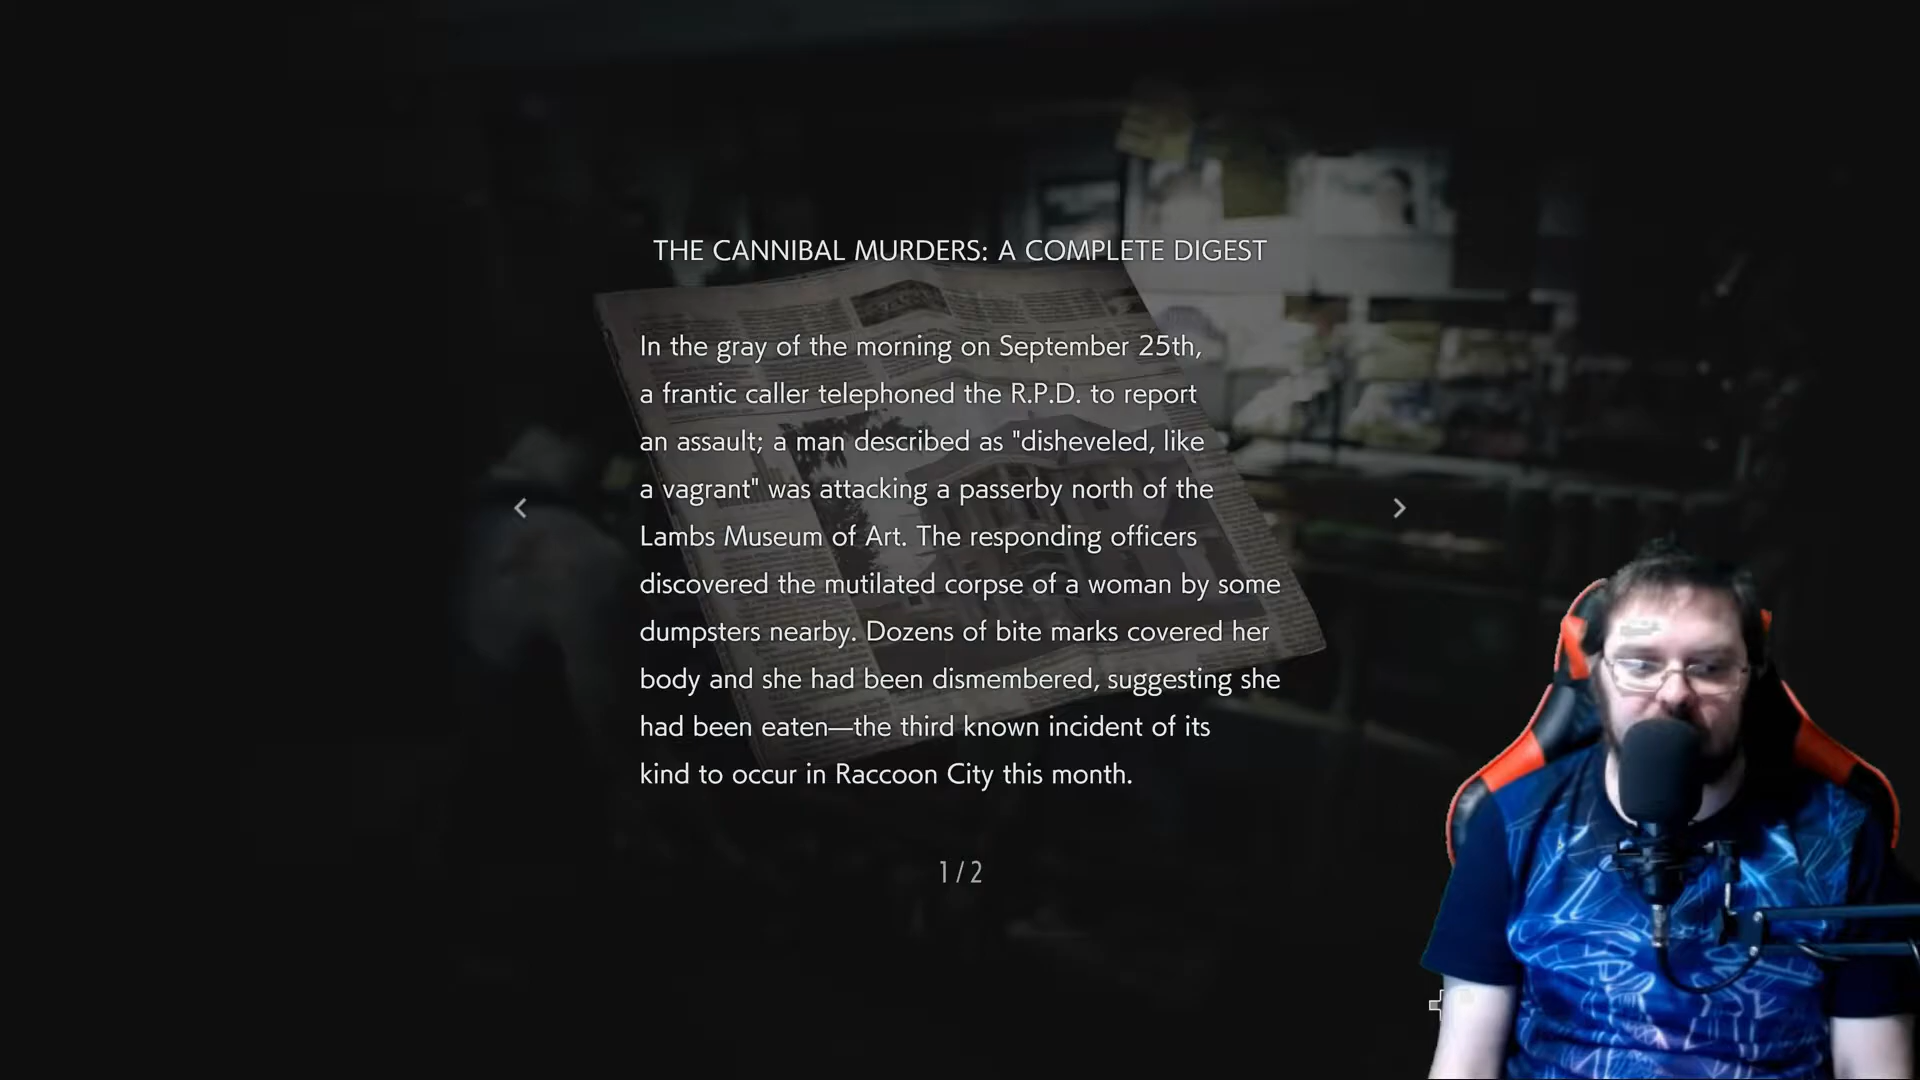 THE CANNIBAL MURDERS: A COMPLETE DIGEST
In the gray of the morning on September 25th,
a frantic caller telephoned the R.P.D. to report
an assault; a man described as "disheveled, like
a vagrant" was attacking a passerby north of the
Lambs Museum of Art. The responding officers
discovered the mutilated corpse of a woman by some
dumpsters nearby. Dozens of bite marks covered her
body and she had been dismembered, suggesting she
had been eaten—the third known incident of its
kind to occur in Raccoon City this month.
1 / 2